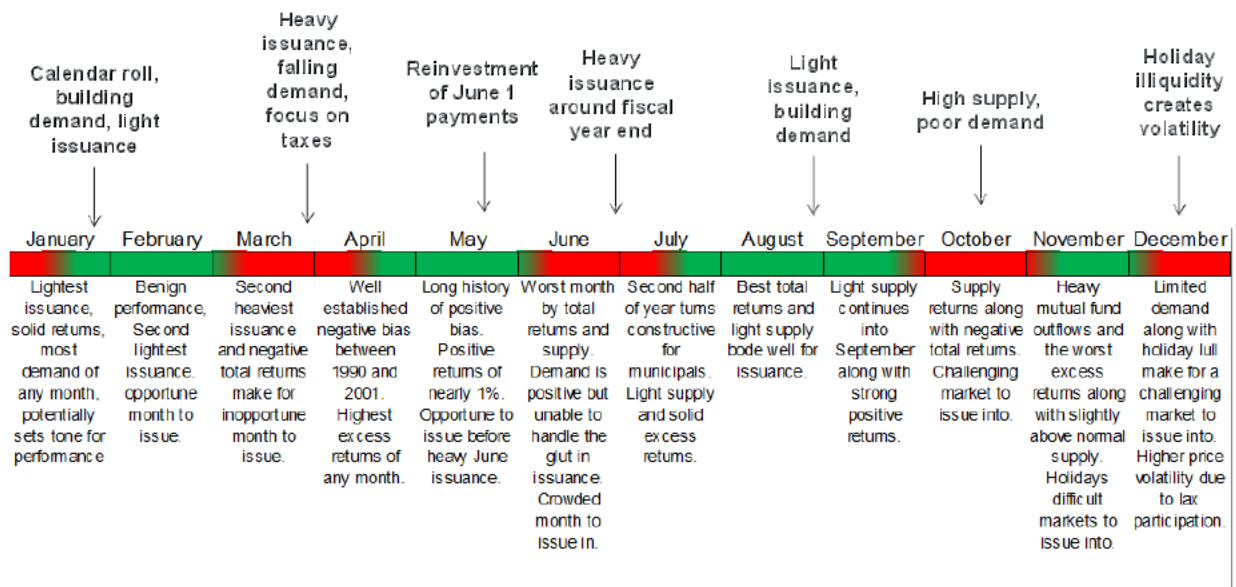 Calendar roll,
building
demand, light
issuance
Heavy
issuance,
falling
demand,
focus on
taxes
Reinvestment
of June 1
payments
Heavy
issuance
around fiscal
year end
Light
issuance,
building
demand
High supply,
poor demand
Holiday
illiquidity
creates
volatility
January
February
March
April
May
June
July
August
September
October
November
December
Lightest
issuance,
solid returns,
most
demand of
any month,
potentially
sets tone for
performance
Benign
performance,
Second
lightest
issuance.
opportune
month to
issue.
Second
heaviest
issuance
and negative
total returns
make for
inopportune
month to
issue.
Well
established
negative bias
between
1990 and
2001.
Highest
excess
returns of
any month.
Long history
of positive
bias.
Positive
returns of
nearly 1%.
Opportune to
issue before
heavy June
issuance.
Worst month
by total
returns and
supply.
Demand is
positive but
unable to
handle the
glut in
issuance.
Crowded
month to
issue in.
Second half
of year turns
constructive
for
municipals.
Light supply
and solid
excess
returns.
Best total
returns and
light supply
bode well for
issuance.
Light supply
continues
into
September
along with
strong
positive
returns.
Supply
returns along
with negative
total returns.
Challenging
market to
issue into.
Heavy
mutual fund
outflows and
the worst
excess
returns along
with slightly
above normal
supply.
Holidays
difficult
markets to
issue into.
Limited
demand
along with
holiday lull
make for a
challenging
market to
issue into.
Higher price
volatility due
to lax
participation.